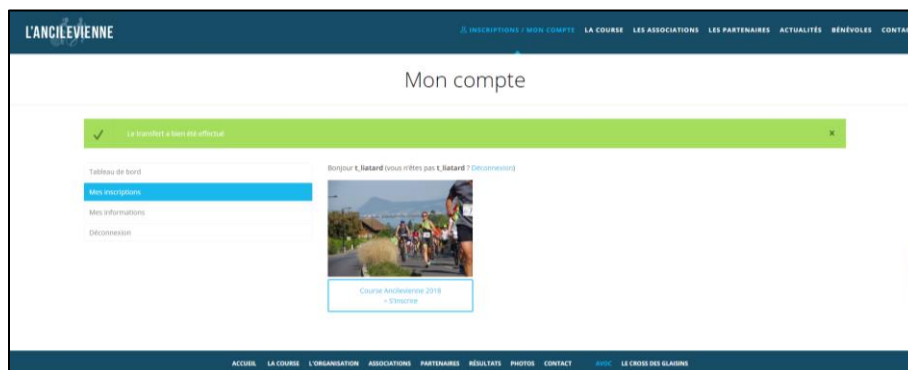 L'ANCILEVIENNE
INSCRIPTIONS / MON COMPTE LA COURSE LES ASSOCIATIONS LES PARTENAIRES ACTUALITÉS BÉNÉVOLES CONTAC
Mon compte
Le transfert a bien été effectué
Tableau de bord
Mes inscriptions
Mes informations
Déconnexion
Bonjour t_liatard (vous n'êtes pas t_liatard ? Déconnexion)
Course Ancilevienne 2018
+ S'inscrire
ACCUEIL LA COURSE L'ORGANISATION ASSOCIATIONS PARTENAIRES RÉSULTATS PHOTOS CONTACT AVOC LE CROSS DES GLAISINS